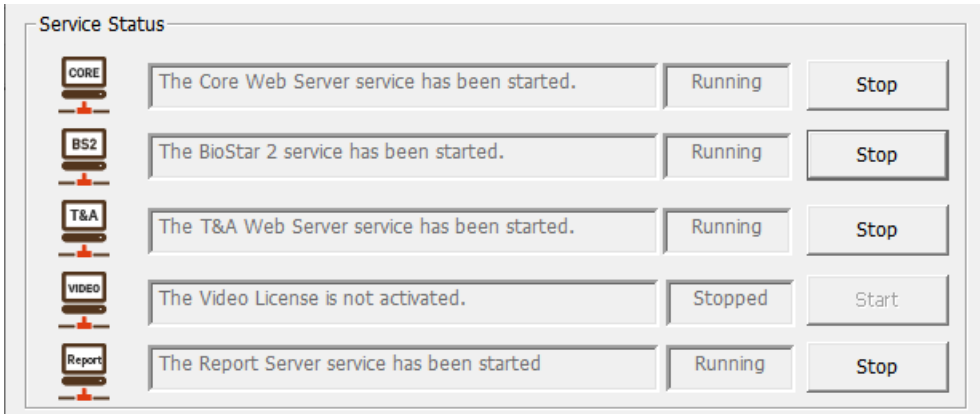 Service Status
CORE
The Core Web Server service has been started.
Running
Stop
BS2
The BioStar 2 service has been started.
Running
Stop
T&A
The T&A Web Server service has been started.
Running
Stop
VIDEO
The Video License is not activated.
Stopped
Start
Report
The Report Server service has been started
Running
Stop